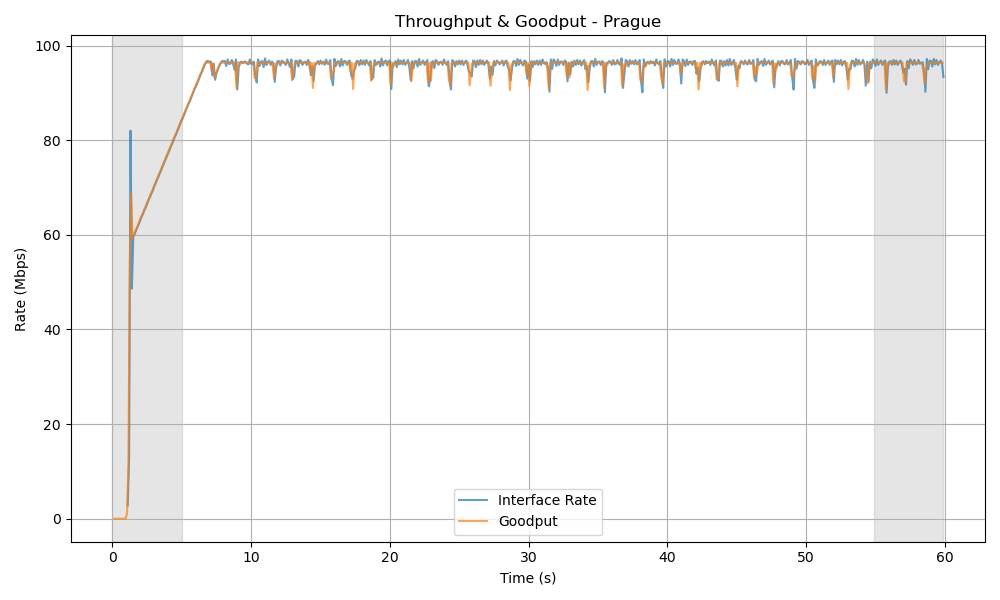 Throughput & Goodput - Prague
100
80
60
40
20
0
Rate (Mbps)
Interface Rate
Goodput
0 10 20 30 40 50 60
Time (s)